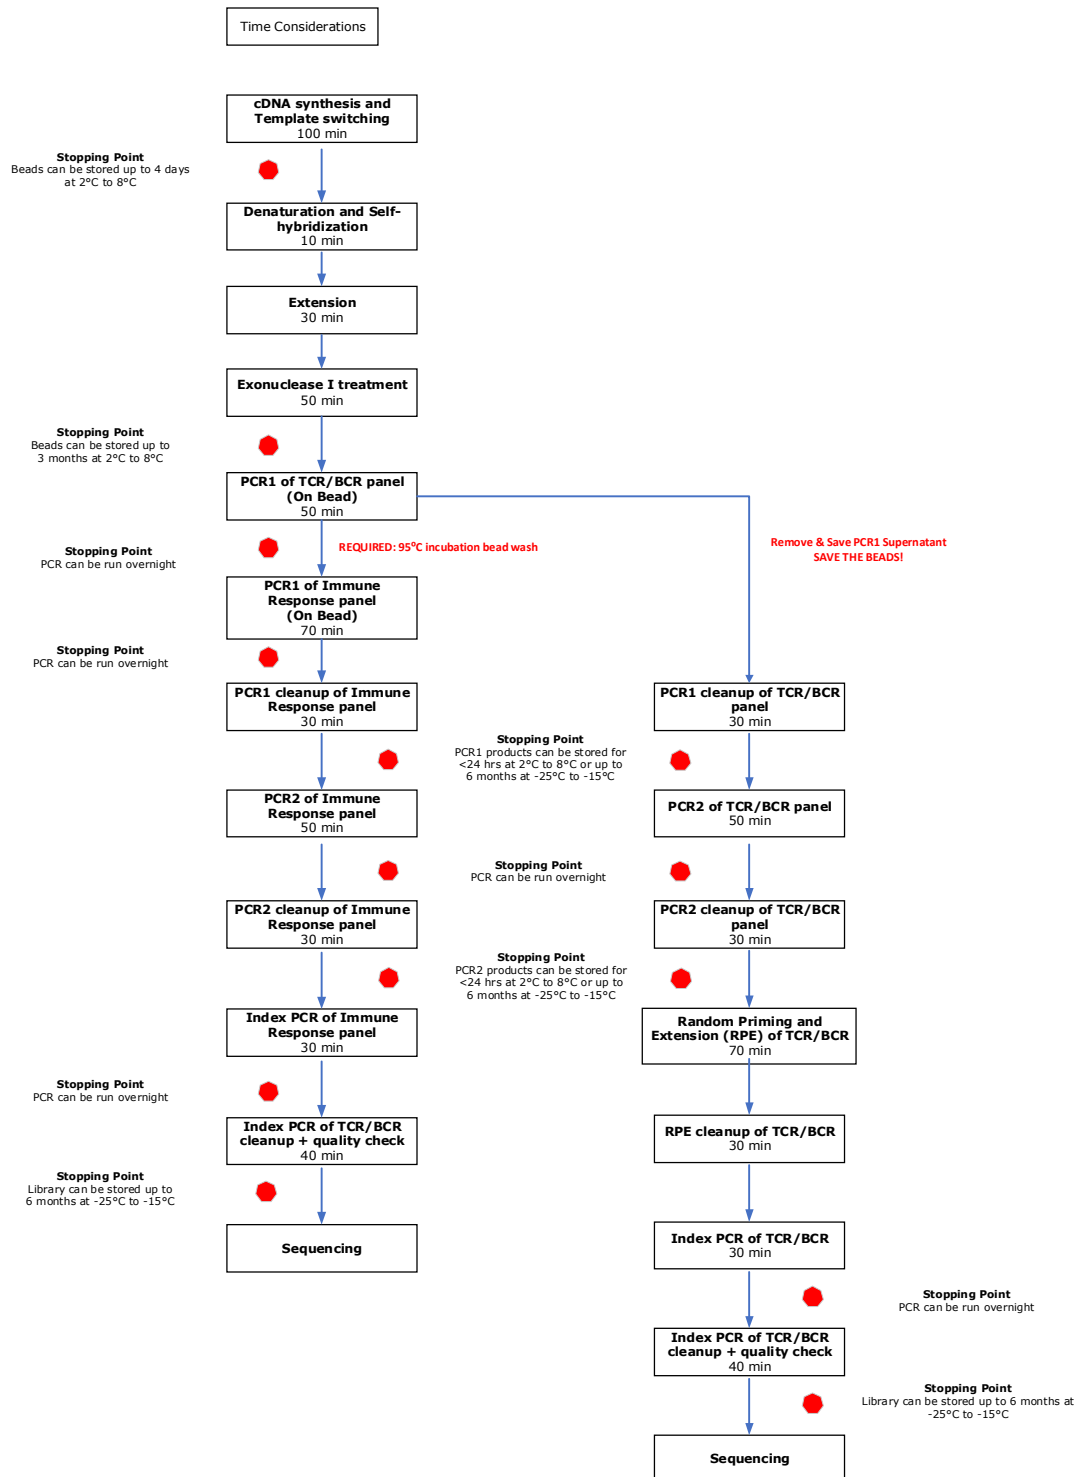 Time Considerations
cDNA synthesis and
Template switching
100 min
Stopping Point
Beads can be stored up to 4 days
at 2°C to 8°C
Denaturation and Self-
hybridization
10 min
Extension
30 min
Exonuclease I treatment
50 min
Stopping Point
Beads can be stored up to
3 months at 2°C to 8°C
PCR1 of TCR/BCR panel
(On Bead)
50 min
Stopping Point
PCR can be run overnight
REQUIRED: 95°C incubation bead wash
Remove & Save PCR1 Supernatant
SAVE THE BEADS!
PCR1 of Immune
Response panel
(On Bead)
70 min
Stopping Point
PCR can be run overnight
PCR1 cleanup of Immune
Response panel
30 min
PCR1 cleanup of TCR/BCR
panel
30 min
Stopping Point
PCR1 products can be stored for
<24 hrs at 2°C to 8°C or up to
6 months at -25°C to -15°C
PCR2 of Immune
Response panel
50 min
PCR2 of TCR/BCR panel
50 min
Stopping Point
PCR can be run overnight
PCR2 cleanup of Immune
Response panel
30 min
PCR2 cleanup of TCR/BCR
panel
30 min
Stopping Point
PCR2 products can be stored for
<24 hrs at 2°C to 8°C or up to
6 months at -25°C to -15°C
Index PCR of Immune
Response panel
30 min
Random Priming and
Extension (RPE) of TCR/BCR
70 min
Stopping Point
PCR can be run overnight
Index PCR of TCR/BCR
cleanup + quality check
40 min
RPE cleanup of TCR/BCR
30 min
Stopping Point
Library can be stored up to
6 months at -25°C to -15°C
Sequencing
Index PCR of TCR/BCR
30 min
Stopping Point
PCR can be run overnight
Index PCR of TCR/BCR
cleanup + quality check
40 min
Stopping Point
Library can be stored up to 6 months at
-25°C to -15°C
Sequencing